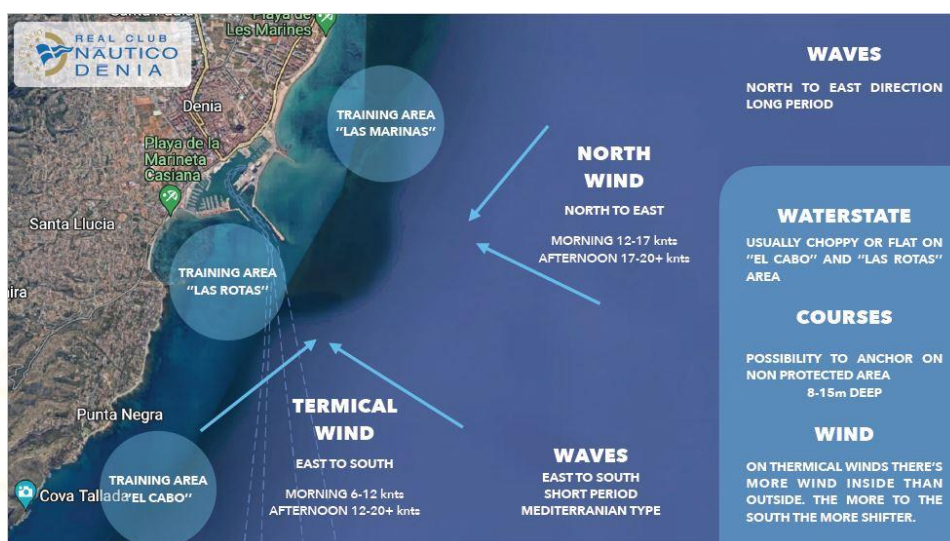 REAL CLUB
NÁUTICO
DENIA
Playa de
Les Marines
Denia
TRAINING AREA
"LAS MARINAS"
Playa de la
Marineta
Casiana
Santa Llucia
TRAINING AREA
"LAS ROTAS"
Punta Negra
TRAINING AREA
"EL CABO"
Cova Tallada
NORTH
WIND
NORTH TO EAST
MORNING 12-17 knts
AFTERNOON 17-20+ knts
TERMICAL
WIND
EAST TO SOUTH
MORNING 6-12 knts
AFTERNOON 12-20+ knts
WAVES
EAST TO SOUTH
SHORT PERIOD
MEDITERRANIAN TYPE
WAVES
NORTH TO EAST DIRECTION
LONG PERIOD
WATERSTATE
USUALLY CHOPPY OR FLAT ON
"EL CABO" AND "LAS ROTAS"
AREA
COURSES
POSSIBILITY TO ANCHOR ON
NON PROTECTED AREA
8-15m DEEP
WIND
ON THERMICAL WINDS THERE'S
MORE WIND INSIDE THAN
OUTSIDE. THE MORE TO THE
SOUTH THE MORE SHIFTER.